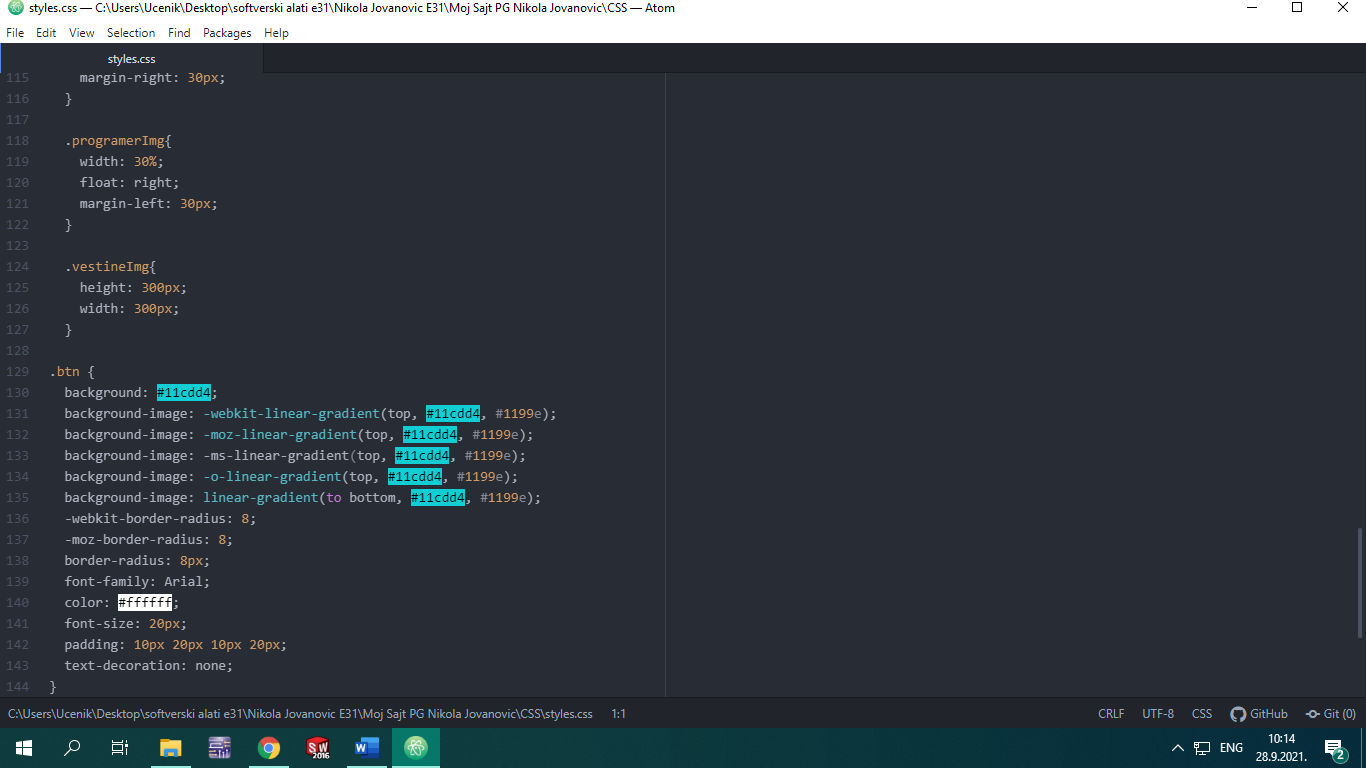 styles.css — C:\Users\Ucenik\Desktop\softverski alati e31\Nikola Jovanovic E31\Moj Sajt PG Nikola Jovanovic\CSS — Atom
File Edit View Selection Find Packages Help
styles.css
115 margin-right: 30px;
116 }
117
118 .programerImg{
119 width: 30%;
120 float: right;
121 margin-left: 30px;
122 }
123
124 .vestineImg{
125 height: 300px;
126 width: 300px;
127 }
128
129 .btn {
130 background: #11cdd4;
131 background-image: -webkit-linear-gradient(top, #11cdd4, #1199e);
132 background-image: -moz-linear-gradient(top, #11cdd4, #1199e);
133 background-image: -ms-linear-gradient(top, #11cdd4, #1199e);
134 background-image: -o-linear-gradient(top, #11cdd4, #1199e);
135 background-image: linear-gradient(to bottom, #11cdd4, #1199e);
136 -webkit-border-radius: 8;
137 -moz-border-radius: 8;
138 border-radius: 8px;
139 font-family: Arial;
140 color: #ffffff;
141 font-size: 20px;
142 padding: 10px 20px 10px 20px;
143 text-decoration: none;
144 }
C:\Users\Ucenik\Desktop\softverski alati e31\Nikola Jovanovic E31\Moj Sajt PG Nikola Jovanovic\CSS\styles.css 1:1 CRLF UTF-8 CSS GitHub Git (0)
SW 2016 W ENG 10:14 2
28.9.2021.